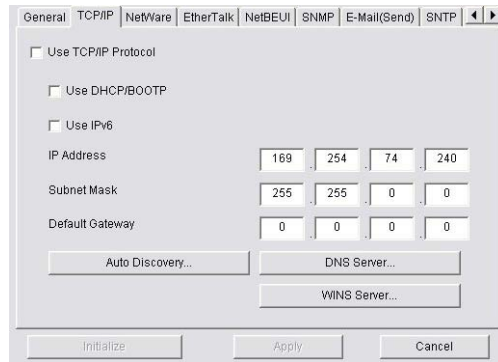 General TCP/IP NetWare EtherTalk NetBEUI SNMP E-Mail(Send) SNTP
Use TCP/IP Protocol
Use DHCP/BOOTP
Use IPv6
IP Address 169 . 254 . 74 . 240
Subnet Mask 255 . 255 . 0 . 0
Default Gateway 0 . 0 . 0 . 0
Auto Discovery... DNS Server...
WINS Server...
Initialize Apply Cancel